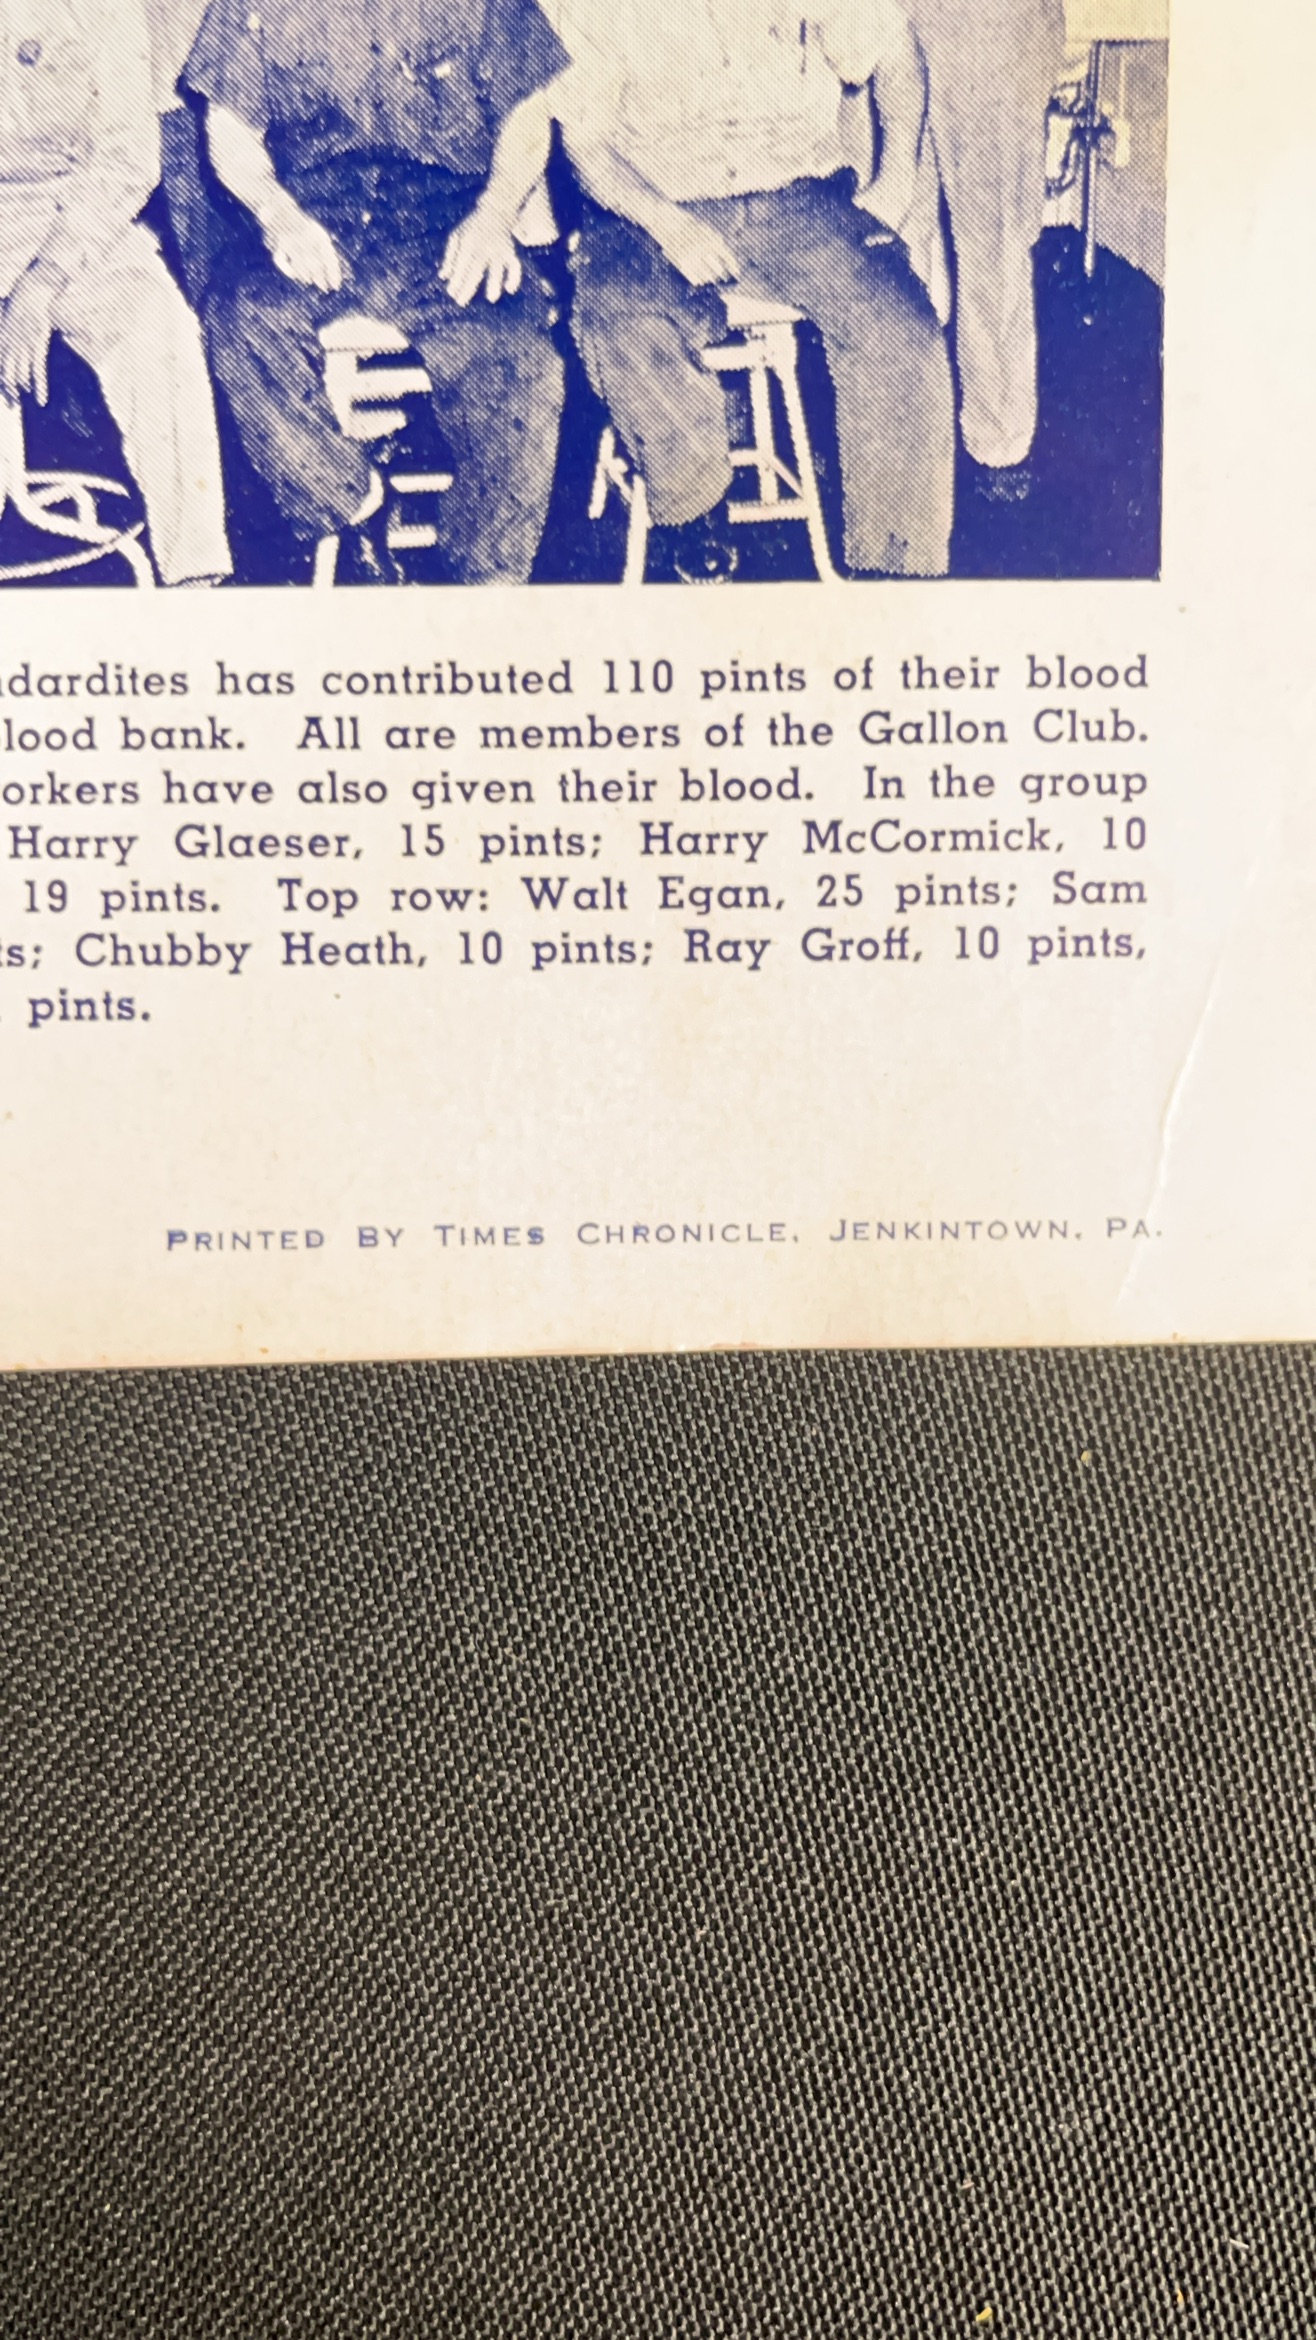 dardites has contributed 110 pints of their blood
lood bank. All are members of the Gallon Club.
orkers have also given their blood. In the group
Harry Glaeser, 15 pints; Harry McCormick, 10
19 pints. Top row: Walt Egan, 25 pints; Sam
s; Chubby Heath, 10 pints; Ray Groff, 10 pints,
pints.
PRINTED BY TIMES CHRONICLE, JENKINTOWN, PA.